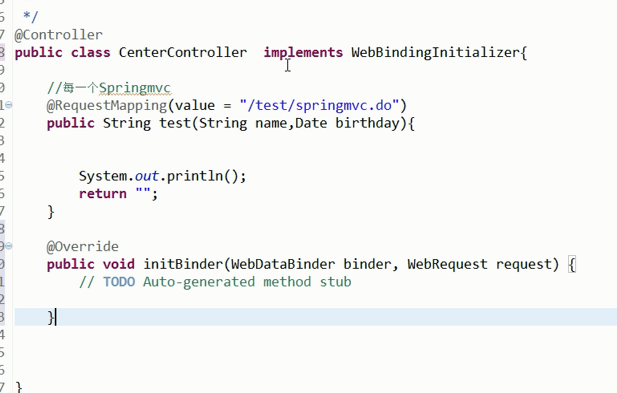 */
@Controller
public class CenterController  implements WebBindingInitializer{
//每一个Springmvc
@RequestMapping(value = "/test/springmvc.do")
public String test(String name,Date birthday){
System.out.println();
return "";
}
@Override
public void initBinder(WebDataBinder binder, WebRequest request) {
// TODO Auto-generated method stub
}
}